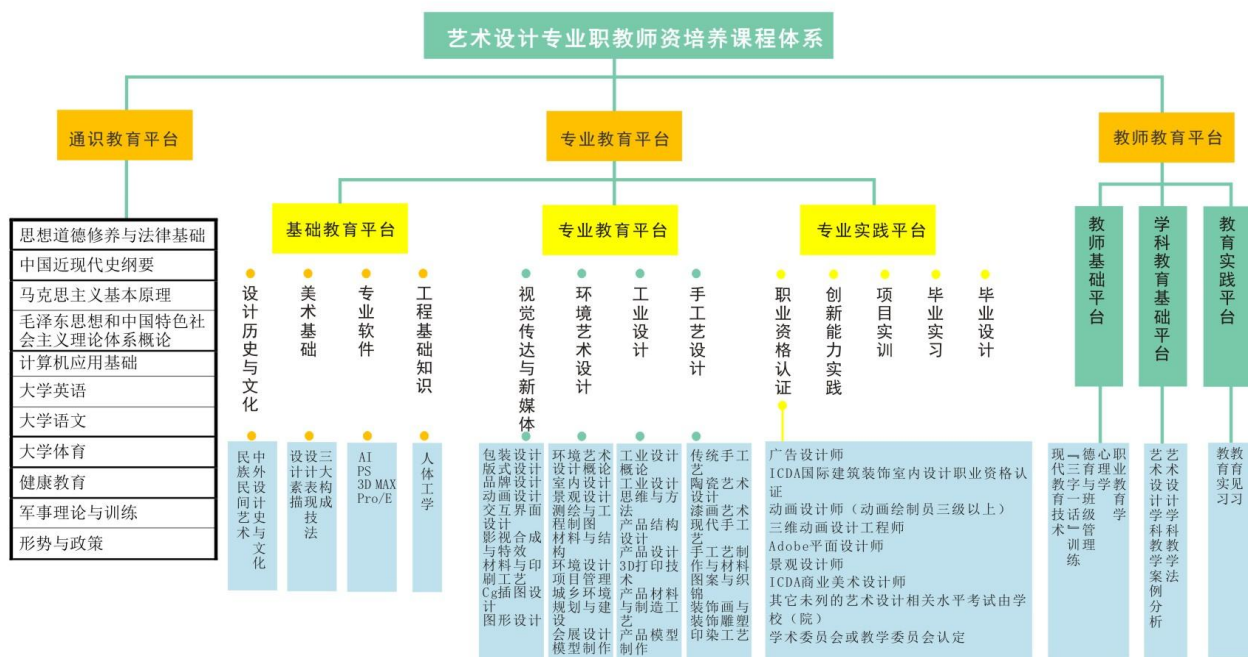 艺术设计专业职教师资培养课程体系
通识教育平台
专业教育平台
教师教育平台
思想道德修养与法律基础
中国近现代史纲要
马克思主义基本原理
毛泽东思想和中国特色社
会主义理论体系概论
计算机应用基础
大学英语
大学语文
大学体育
健康教育
军事理论与训练
形势与政策
基础教育平台
专业教育平台
专业实践平台
设计历史与文化
美术基础
专业软件
工程基础知识
视觉传达与新媒体
环境艺术设计
工业设计
手工艺设计
职业资格认证
创新能力实践
项目实训
毕业实习
毕业设计
教师基础平台
学科教育基础平台
教育实践平台
中外设计史与文化
民族民间艺术
三大构成
设计表现技法
设计素描
AI
PS
3D MAX
Pro/E
人体工学
包装设计
版式设计
品牌设计
动画设计
交互界面
设计
影视合成
与特效
材料与印
刷工艺
Cg插图设
计
图形设计
环境艺术
设计概论
室内设计
景观设计
测绘与工
程制图
材料与结
构
环境设计
项目管理
城乡环境
规划与建
设
会展设计
模型制作
工业设计
概论
工业设计
思维与方
法
产品结构
设计
产品设计
3D打印技
术
产品材料
与制造工
艺
产品模型
制作
传统手工
艺
陶瓷艺术
设计
漆画艺术
现代手工
艺
手工艺制
作与材料
图案与织
锦
装饰画与
装饰雕塑
印染工艺
广告设计师
ICDA国际建筑装饰室内设计职业资格认
证
动画设计师（动画绘制员三级以上）
三维动画设计工程师
Adobe平面设计师
景观设计师
ICDA商业美术设计师
其它未列的艺术设计相关水平考试由学
校（院）
学术委员会或教学委员会认定
职业教育学
心理学
德育与班级管理
『三字一话』训练
现代教育技术
艺术设计学科教学法
艺术设计学科教学案例分析
教育见习
教育实习